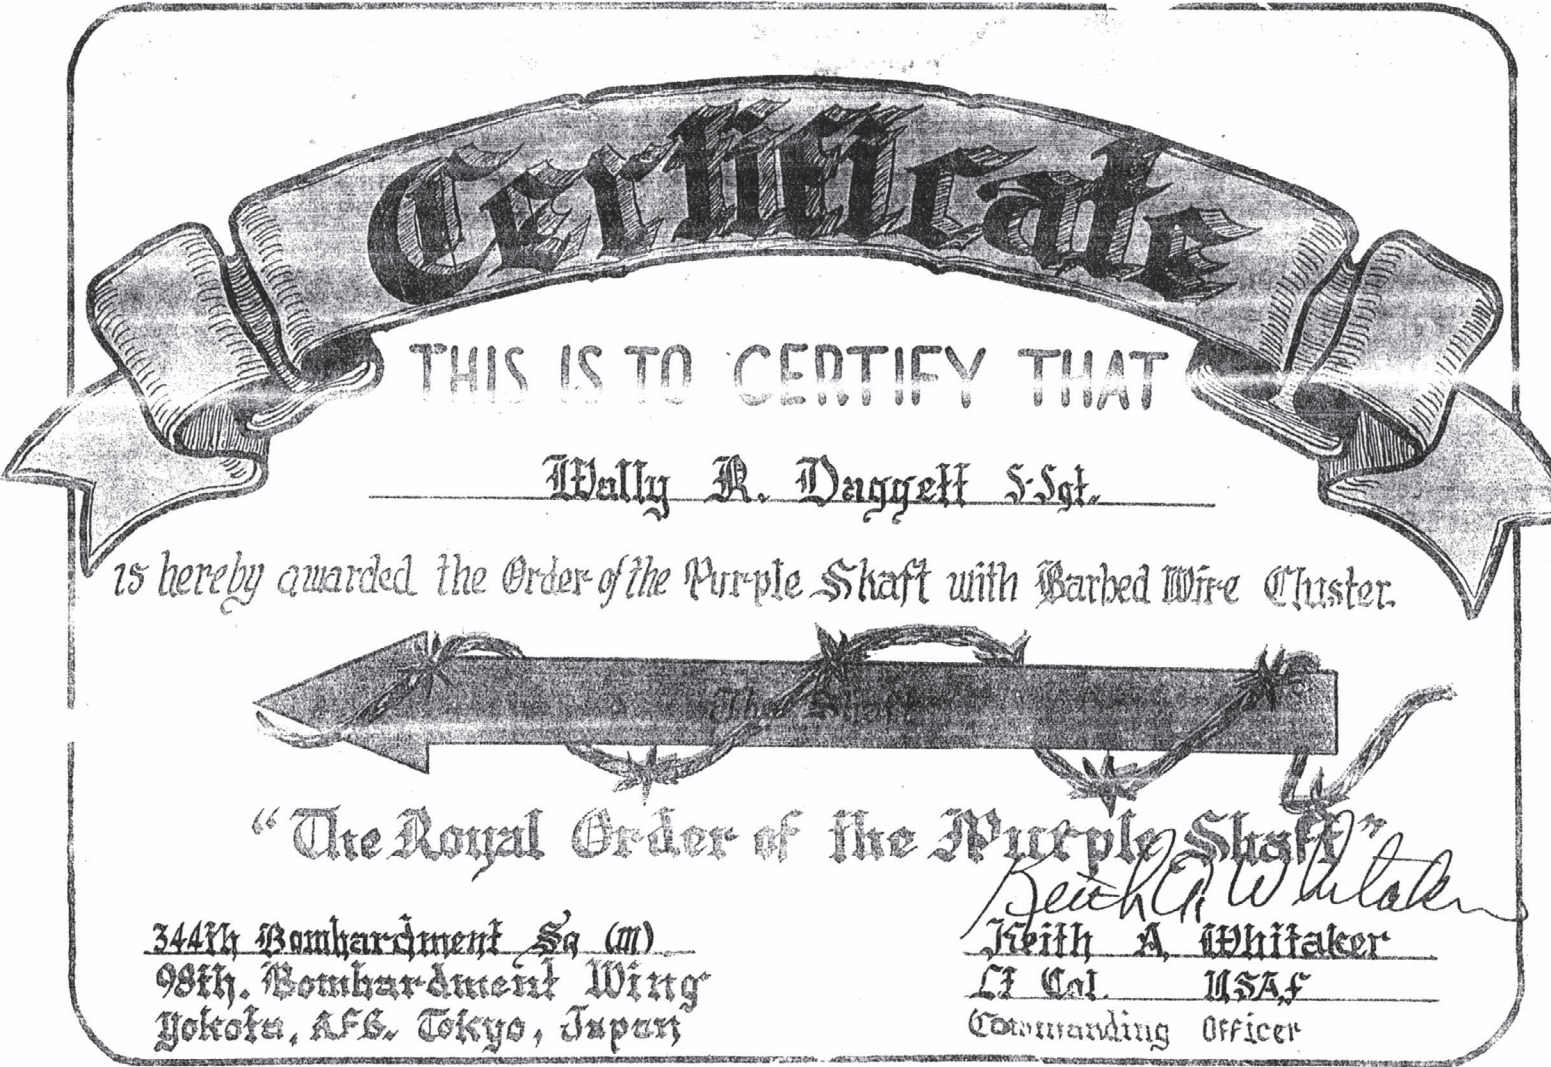 Certificate
THIS IS TO CERTIFY THAT
Wally R. Daggett S-Sgt.
is hereby awarded the Order of the Purple Shaft with Barbed Wire Cluster.
The Shaft
"The Royal Order of the Purple Shaft"
Keith A. Whitaker
344th Bombardment Sq (M)
98th. Bombardment Wing
Yokota, AFB. Tokyo, Japan
Keith A Whitaker
Lt Col. USAF
Commanding Officer